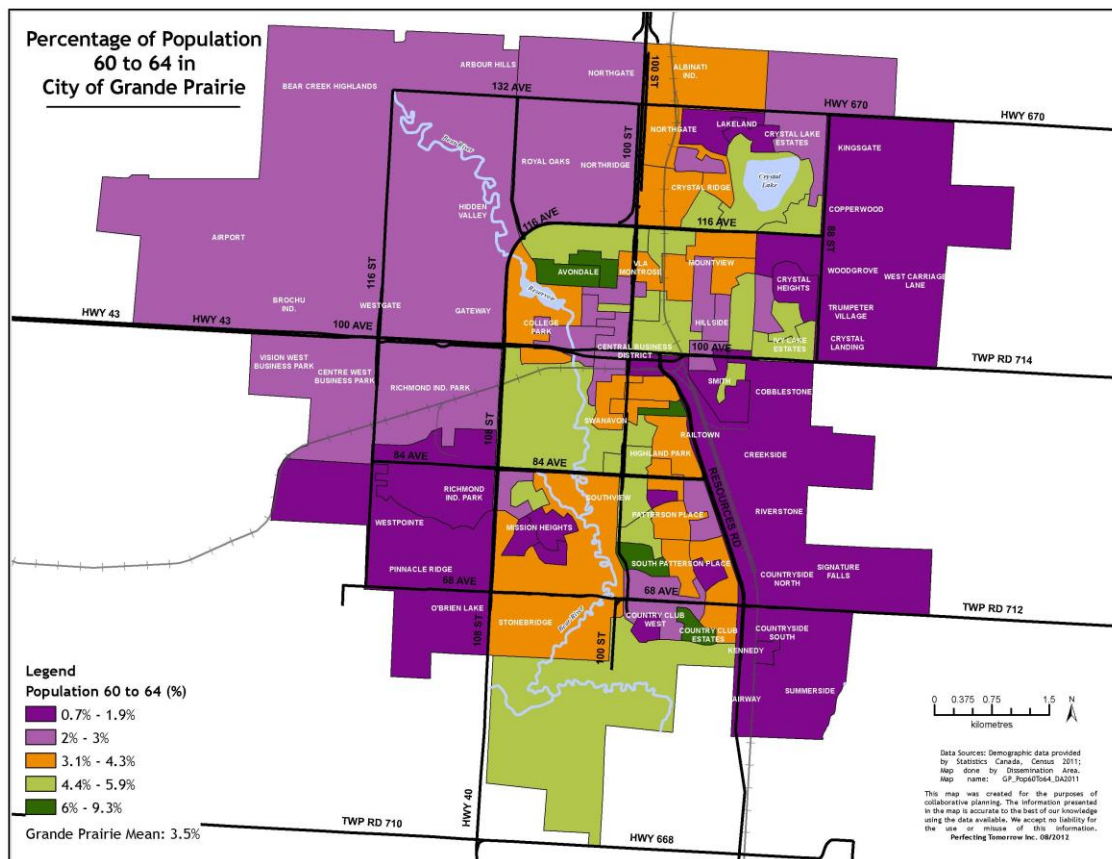 Percentage of Population
60 to 64 in
City of Grande Prairie
ARBOUR HILLS
NORTHGATE
100 ST
ALBINATI
IND.
BEAR CREEK HIGHLANDS
132 AVE
HWY 670
HWY 670
Bear River
NORTHGATE
LAKELAND
CRYSTAL LAKE
ESTATES
KINGSGATE
ROYAL OAKS
NORTHRIDGE
100 ST
CRYSTAL RIDGE
Crystal
Lake
HIDDEN
VALLEY
116 AVE
116 AVE
COPPERWOOD
88 ST
AIRPORT
116 ST
AVONDALE
VLA
MONTROSE
MOUNTVIEW
CRYSTAL
HEIGHTS
WOODGROVE
WEST CARRIAGE
LANE
Reservoir
BROCHU
IND.
WESTGATE
GATEWAY
COLLEGE
PARK
HILLSIDE
TRUMPETER
VILLAGE
HWY 43
HWY 43
100 AVE
CENTRAL BUSINESS
DISTRICT
100 AVE
IVY LAKE
ESTATES
CRYSTAL
LANDING
TWP RD 714
VISION WEST
BUSINESS PARK
CENTRE WEST
BUSINESS PARK
RICHMOND IND. PARK
SMITH
COBBLESTONE
108 ST
SWANAVON
RAILTOWN
HIGHLAND PARK
CREEKSIDE
84 AVE
84 AVE
RESOURCES RD
RICHMOND
IND. PARK
SOUTHVIEW
WESTPOINTE
MISSION HEIGHTS
PATTERSON PLACE
RIVERSTONE
PINNACLE RIDGE
SOUTH PATTERSON PLACE
COUNTRYSIDE
NORTH
SIGNATURE
FALLS
68 AVE
68 AVE
TWP RD 712
O'BRIEN LAKE
108 ST
STONEBRIDGE
Bear River
100 ST
COUNTRY CLUB
WEST
COUNTRY CLUB
ESTATES
COUNTRYSIDE
SOUTH
KENNEDY
AIRWAY
SUMMERSIDE
Legend
Population 60 to 64 (%)
0.7% - 1.9%
2% - 3%
3.1% - 4.3%
4.4% - 5.9%
6% - 9.3%
Grande Prairie Mean: 3.5%
HWY 40
TWP RD 710
HWY 668
0 0.375 0.75 1.5 N
kilometres
Data Sources: Demographic data provided
by Statistics Canada, Census 2011;
Map done by Dissemination Area.
Map name: GP_Pop60To64_DA2011
This map was created for the purposes of
collaborative planning. The information presented
in the map is accurate to the best of our knowledge
using the data available. We accept no liability for
the use or misuse of this information.
Perfecting Tomorrow Inc. 08/2012